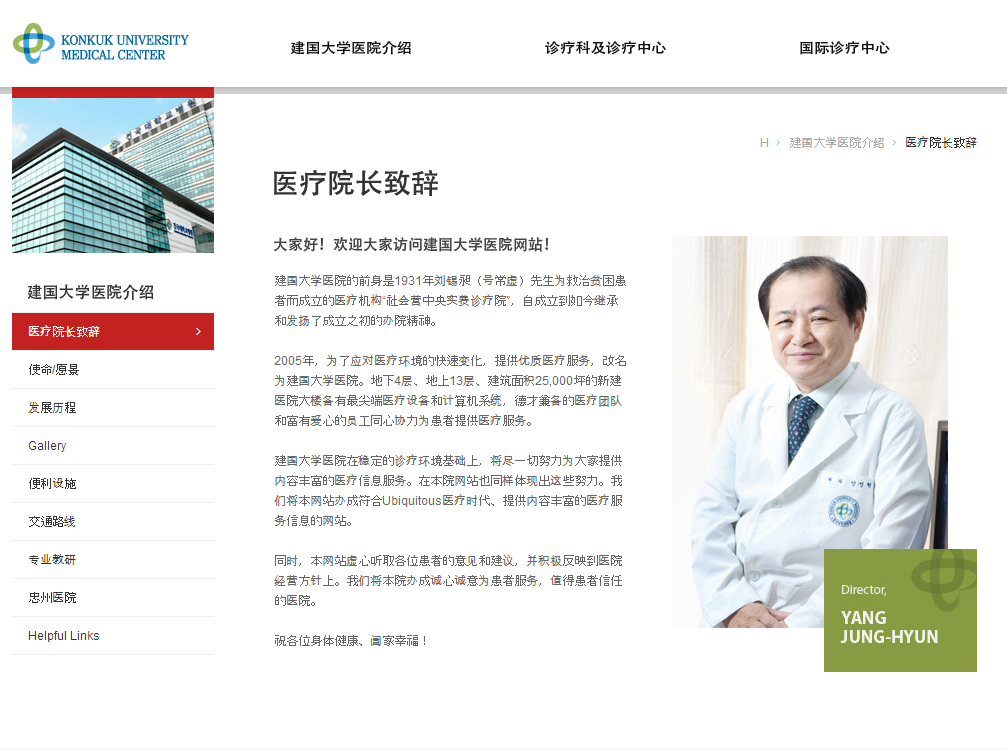 KONKUK UNIVERSITY
MEDICAL CENTER
建国大学医院介绍
诊疗科及诊疗中心
国际诊疗中心
H > 建国大学医院介绍 > 医疗院长致辞
建国大学医院介绍
医疗院长致辞 >
使命/愿景
发展历程
Gallery
便利设施
交通路线
专业教研
忠州医院
Helpful Links
医疗院长致辞
大家好！欢迎大家访问建国大学医院网站！
建国大学医院的前身是1931年刘锡昶（号常虚）先生为救治贫困患
者而成立的医疗机构“社会营中央实费诊疗院”，自成立到如今继承
和发扬了成立之初的办院精神。
2005年，为了应对医疗环境的快速变化，提供优质医疗服务，改名
为建国大学医院。地下4层、地上13层、建筑面积25,000坪的新建
医院大楼备有最尖端医疗设备和计算机系统，德才兼备的医疗团队
和富有爱心的员工同心协力为患者提供医疗服务。
建国大学医院在稳定的诊疗环境基础上，将尽一切努力为大家提供
内容丰富的医疗信息服务。在本院网站也同样体现出这些努力。我
们将本网站办成符合Ubiquitous医疗时代、提供内容丰富的医疗服
务信息的网站。
同时，本网站虚心听取各位患者的意见和建议，并积极反映到医院
经营方针上。我们将本院办成诚心诚意为患者服务，值得患者信任
的医院。
祝各位身体健康、阖家幸福！
Director,
YANG
JUNG-HYUN